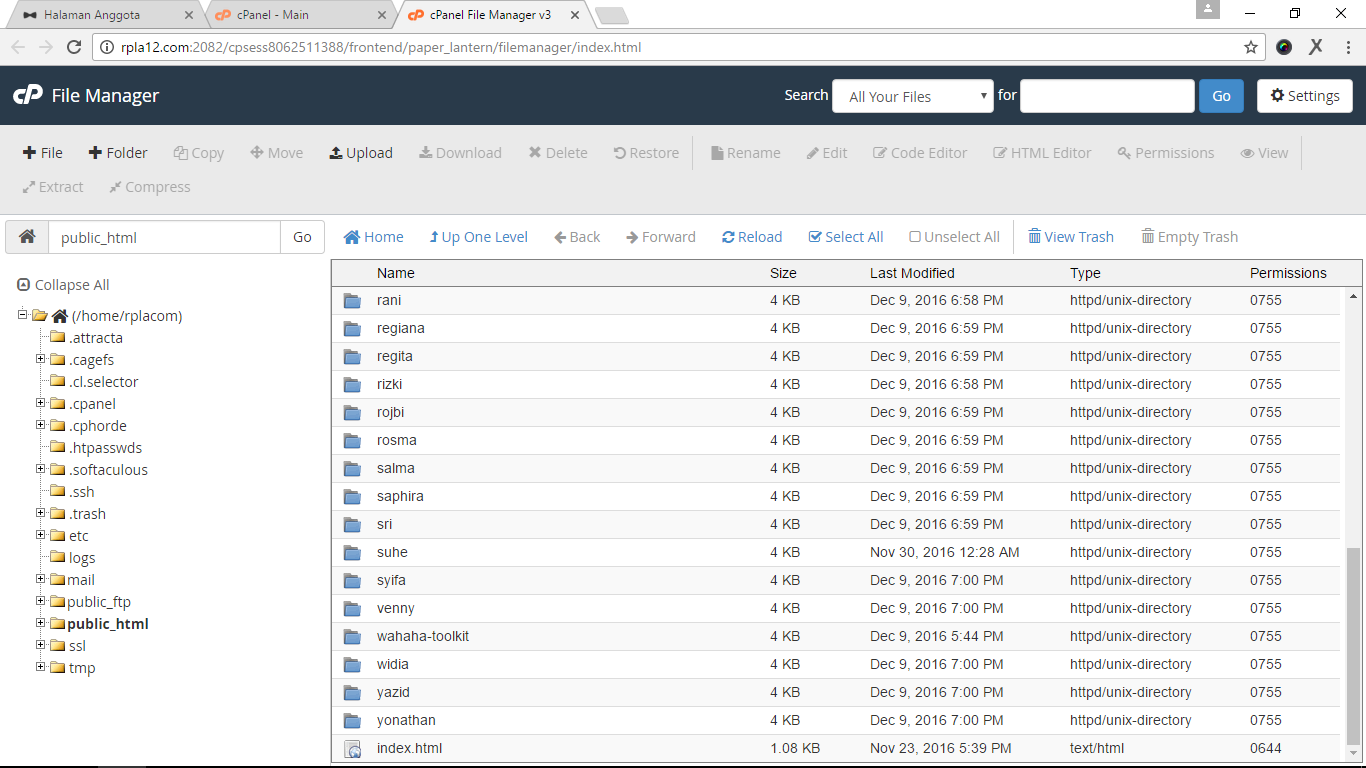 Halaman Anggota
cPanel - Main
cPanel File Manager v3
rpla12.com:2082/cpsess8062511388/frontend/paper_lantern/filemanager/index.html
cP File Manager
Search All Your Files for Go Settings
File Folder Copy Move Upload Download Delete Restore Rename Edit Code Editor HTML Editor Permissions View
Extract Compress
public_html Go
Home Up One Level Back Forward Reload Select All Unselect All View Trash Empty Trash
Collapse All
(/home/rplacom)
.attracta
.cagefs
.cl.selector
.cpanel
.cphorde
.htpasswds
.softaculous
.ssh
.trash
etc
logs
mail
public_ftp
public_html
ssl
tmp
Name Size Last Modified Type Permissions
rani 4 KB Dec 9, 2016 6:58 PM httpd/unix-directory 0755
regiana 4 KB Dec 9, 2016 6:59 PM httpd/unix-directory 0755
regita 4 KB Dec 9, 2016 6:59 PM httpd/unix-directory 0755
rizki 4 KB Dec 9, 2016 6:58 PM httpd/unix-directory 0755
rojbi 4 KB Dec 9, 2016 6:59 PM httpd/unix-directory 0755
rosma 4 KB Dec 9, 2016 6:59 PM httpd/unix-directory 0755
salma 4 KB Dec 9, 2016 6:59 PM httpd/unix-directory 0755
saphira 4 KB Dec 9, 2016 6:59 PM httpd/unix-directory 0755
sri 4 KB Dec 9, 2016 6:59 PM httpd/unix-directory 0755
suhe 4 KB Nov 30, 2016 12:28 AM httpd/unix-directory 0755
syifa 4 KB Dec 9, 2016 7:00 PM httpd/unix-directory 0755
venny 4 KB Dec 9, 2016 7:00 PM httpd/unix-directory 0755
wahaha-toolkit 4 KB Dec 9, 2016 5:44 PM httpd/unix-directory 0755
widia 4 KB Dec 9, 2016 7:00 PM httpd/unix-directory 0755
yazid 4 KB Dec 9, 2016 7:00 PM httpd/unix-directory 0755
yonathan 4 KB Dec 9, 2016 7:00 PM httpd/unix-directory 0755
index.html 1.08 KB Nov 23, 2016 5:39 PM text/html 0644